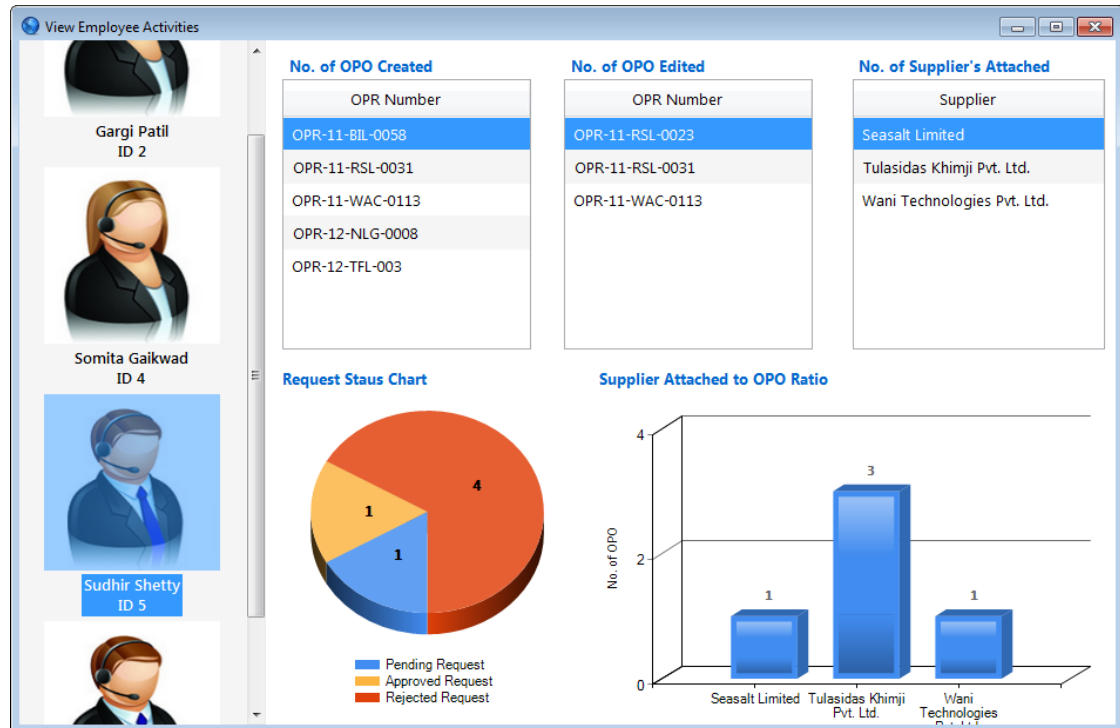 View Employee Activities
Gargi Patil
ID 2
Somita Gaikwad
ID 4
Sudhir Shetty
ID 5
No. of OPO Created
OPR Number
OPR-11-BIL-0058
OPR-11-RSL-0031
OPR-11-WAC-0113
OPR-12-NLG-0008
OPR-12-TFL-003
No. of OPO Edited
OPR Number
OPR-11-RSL-0023
OPR-11-RSL-0031
OPR-11-WAC-0113
No. of Supplier's Attached
Supplier
Seasalt Limited
Tulasidas Khimji Pvt. Ltd.
Wani Technologies Pvt. Ltd.
Request Staus Chart
4
1
1
Pending Request
Approved Request
Rejected Request
Supplier Attached to OPO Ratio
No. of OPO
4
2
0
1
3
1
Seasalt Limited
Tulasidas Khimji
Pvt. Ltd.
Wani
Technologies